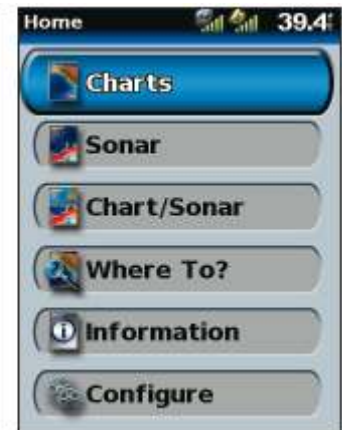 Home 39.4
Charts
Sonar
Chart/Sonar
Where To?
Information
Configure